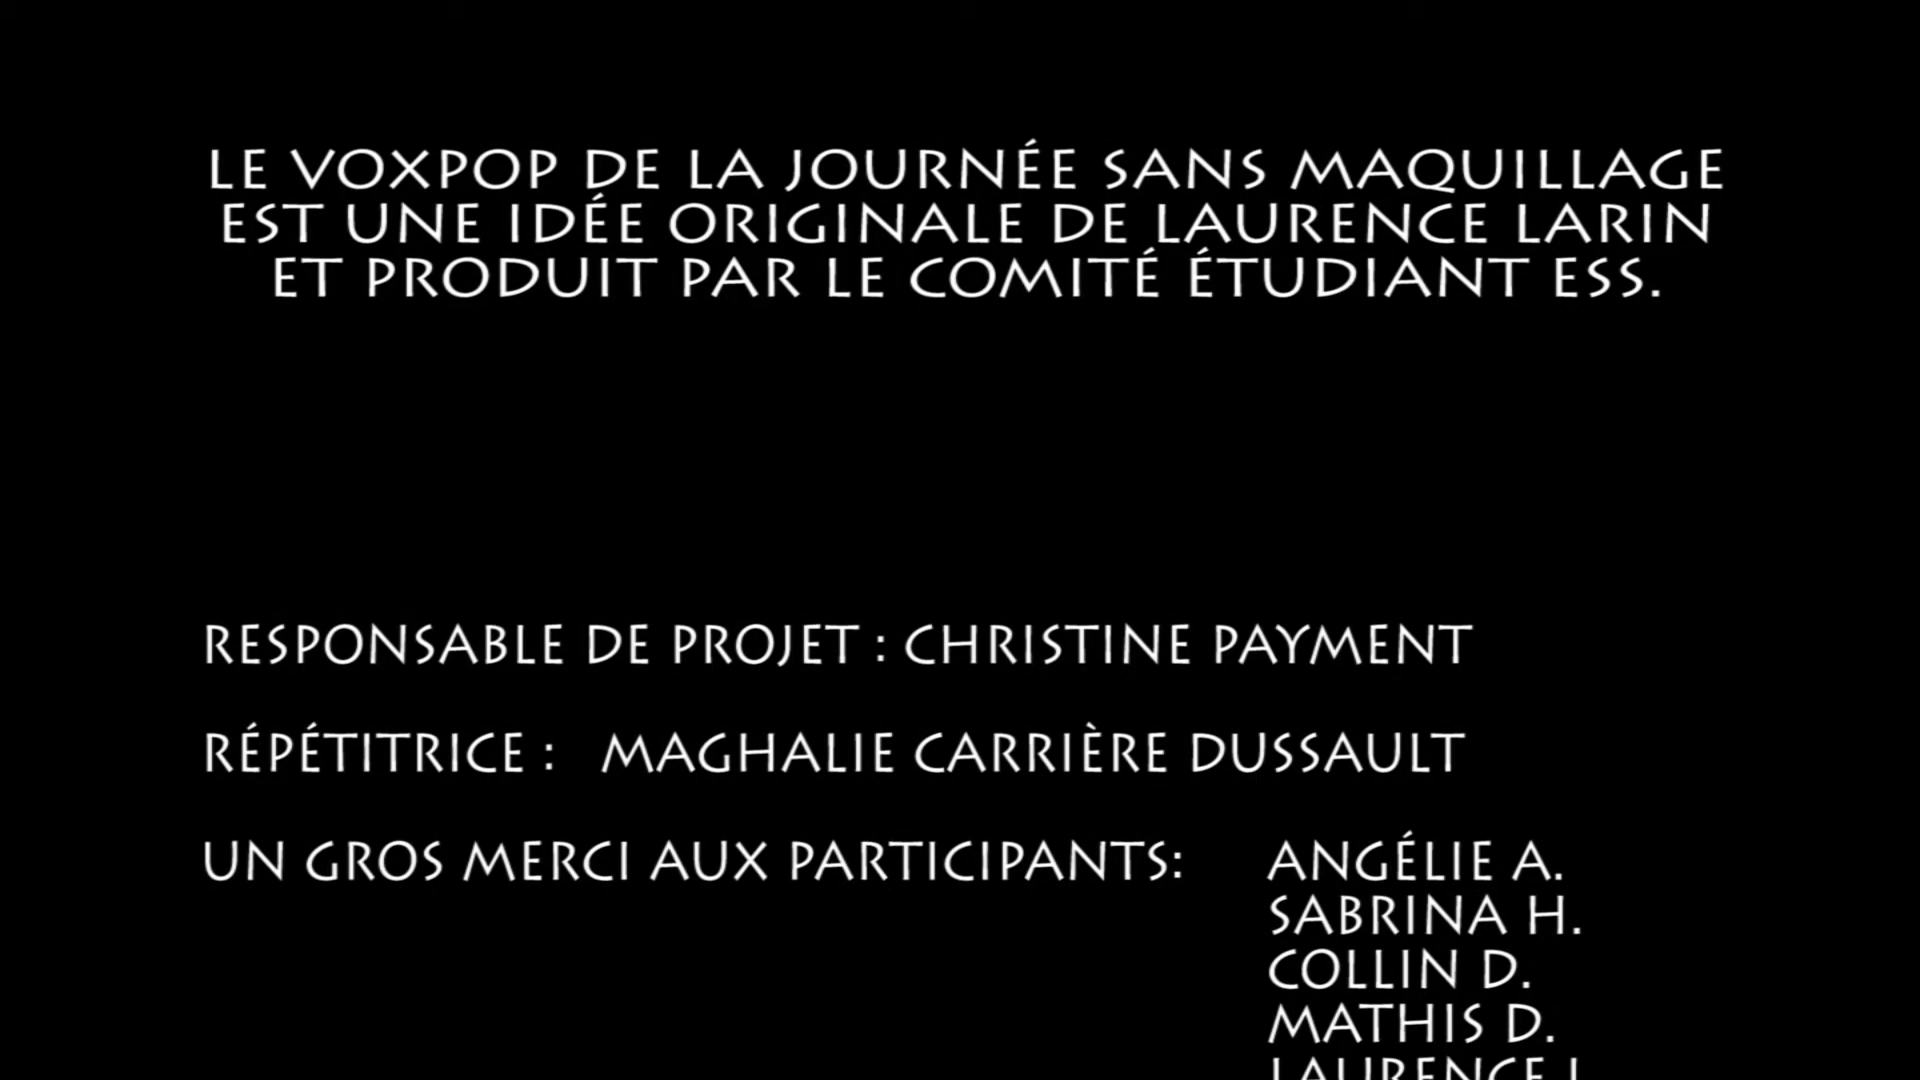 LE VOXPOP DE LA JOURNÉE SANS MAQUILLAGE
EST UNE IDÉE ORIGINALE DE LAURENCE LARIN
ET PRODUIT PAR LE COMITÉ ÉTUDIANT ESS.
RESPONSABLE DE PROJET : CHRISTINE PAYMENT
RÉPÉTITRICE : MAGHALIE CARRIÈRE DUSSAULT
UN GROS MERCI AUX PARTICIPANTS: ANGÉLIE A.
SABRINA H.
COLLIN D.
MATHIS D.
LAURENCE